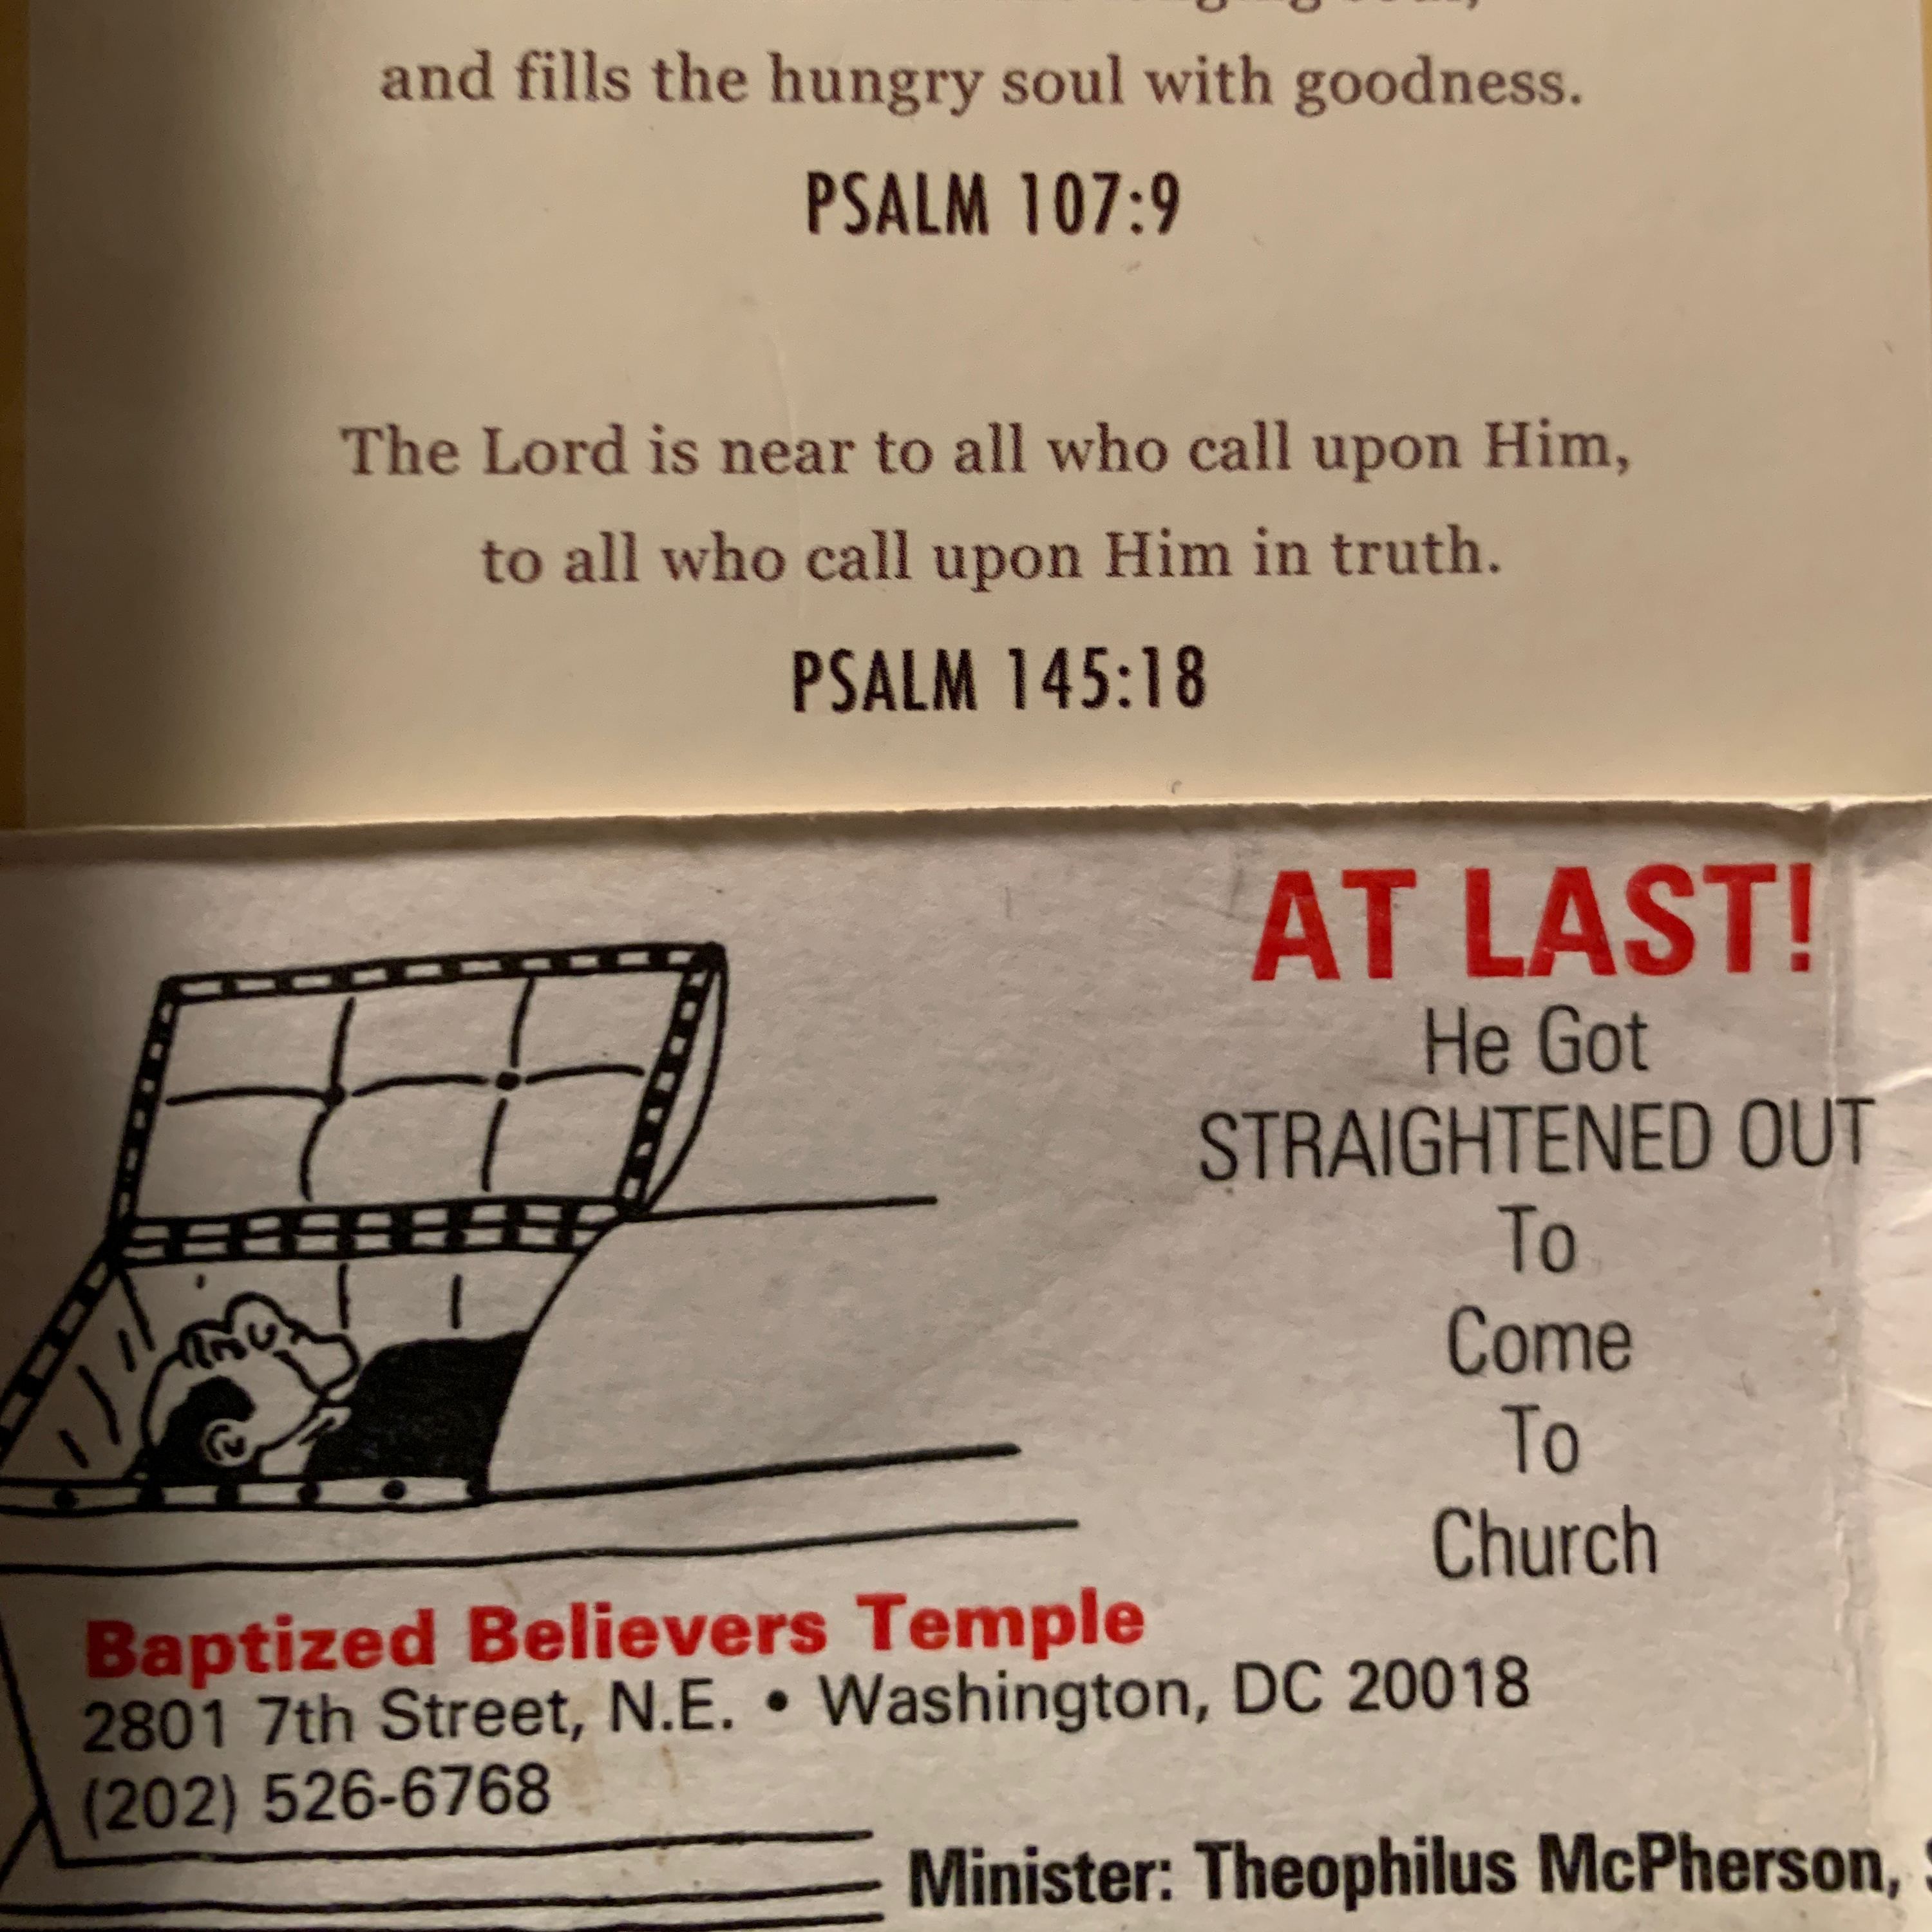 and fills the hungry soul with goodness.
PSALM 107:9
The Lord is near to all who call upon Him,
to all who call upon Him in truth.
PSALM 145:18
AT LAST!
He Got
STRAIGHTENED OUT
To
Come
To
Church
Baptized Believers Temple
2801 7th Street, N.E. • Washington, DC 20018
(202) 526-6768
Minister: Theophilus McPherson,